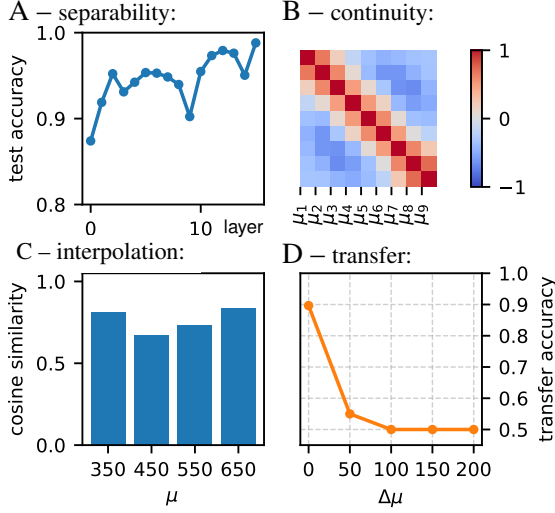 A – separability:
test accuracy
1.0
0.9
0.8
0
10
layer
B – continuity:
1
0
−1
μ1
μ2
μ3
μ4
μ5
μ6
μ7
μ8
μ9
C – interpolation:
cosine similarity
1.0
0.5
0.0
350 450 550 650
μ
D – transfer:
1.0
0.9
0.8
0.7
0.6
0.5
transfer accuracy
0 50 100 150 200
Δμ